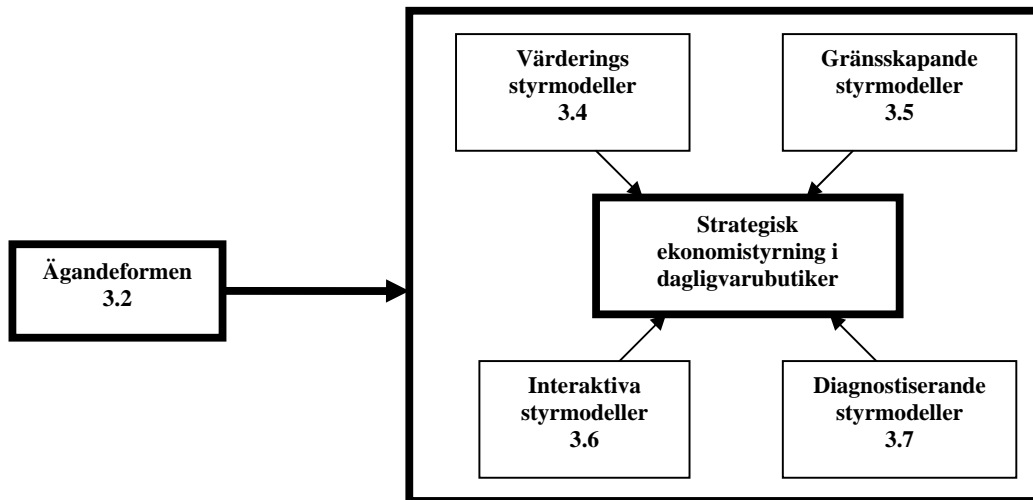 Värderings
styrmodeller
3.4
Gränsskapande
styrmodeller
3.5
Ägandeformen
3.2
Strategisk
ekonomistyrning i
dagligvarubutiker
Interaktiva
styrmodeller
3.6
Diagnostiserande
styrmodeller
3.7